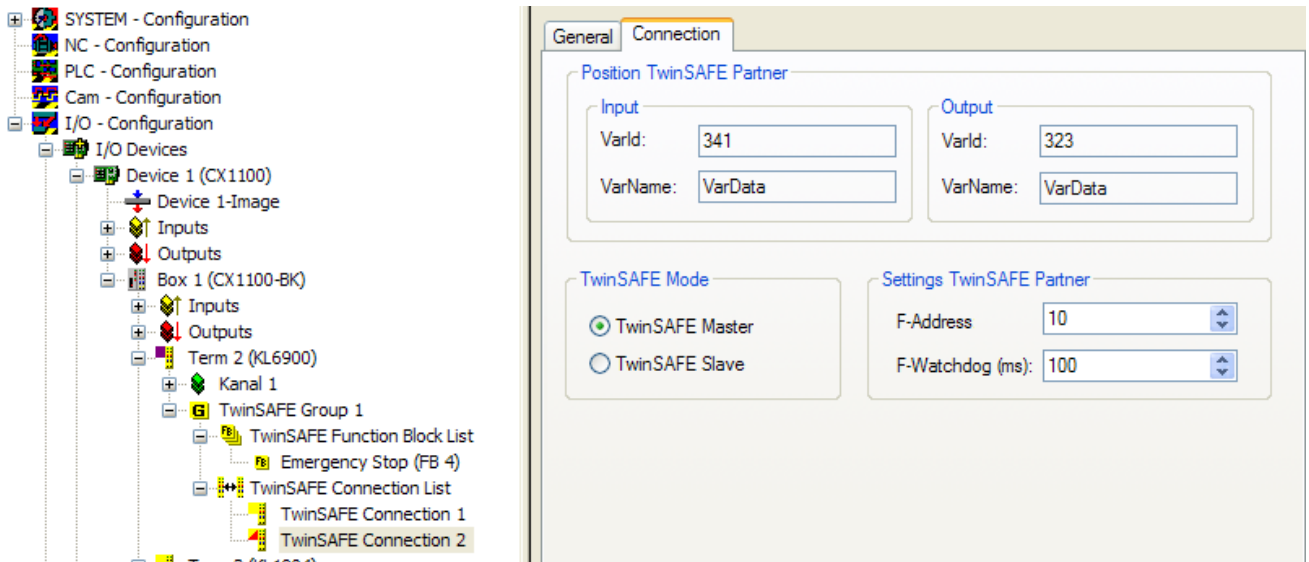 SYSTEM - Configuration
NC - Configuration
PLC - Configuration
Cam - Configuration
I/O - Configuration
I/O Devices
Device 1 (CX1100)
Device 1-Image
Inputs
Outputs
Box 1 (CX1100-BK)
Inputs
Outputs
Term 2 (KL6900)
Kanal 1
G TwinSAFE Group 1
FB TwinSAFE Function Block List
FB Emergency Stop (FB 4)
TwinSAFE Connection List
TwinSAFE Connection 1
TwinSAFE Connection 2
General Connection
Position TwinSAFE Partner
Input
VarId: 341
VarName: VarData
Output
VarId: 323
VarName: VarData
TwinSAFE Mode
TwinSAFE Master
TwinSAFE Slave
Settings TwinSAFE Partner
F-Address 10
F-Watchdog (ms): 100